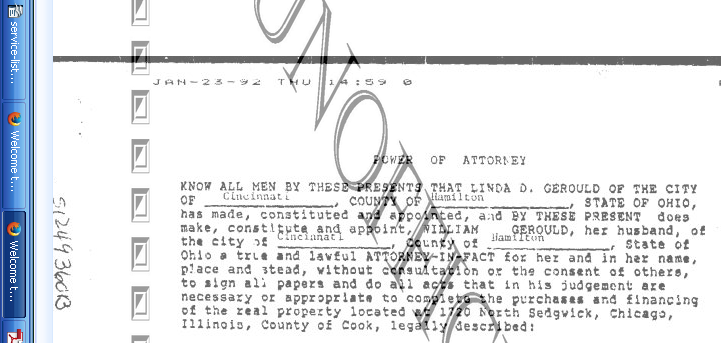 service-list...
Welcome t...
Welcome t...
JAN-23-92 THU 14:59
POWER OF ATTORNEY
KNOW ALL MEN BY THESE PRESENTS THAT LINDA D. GEROULD OF THE CITY
OF Cincinnati, COUNTY OF Hamilton, STATE OF OHIO,
has made, constituted and appointed, and BY THESE PRESENT does
make, constitute and appoint, WILLIAM GEROULD, her husband, of
the city of Cincinnati, County of Hamilton, State of
Ohio a true and lawful ATTORNEY-IN-FACT for her and in her name,
place and stead, without consultation or the consent of others,
to sign all papers and do all acts that in his judgement are
necessary or appropriate to complete the purchases and financing
of the real property located at 1720 North Sedgwick, Chicago,
Illinois, County of Cook, legally described: